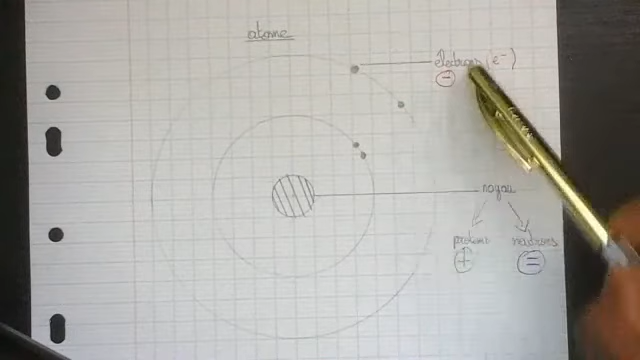 atome
électrons (e⁻)
−
noyau
protons neutrons
+ =